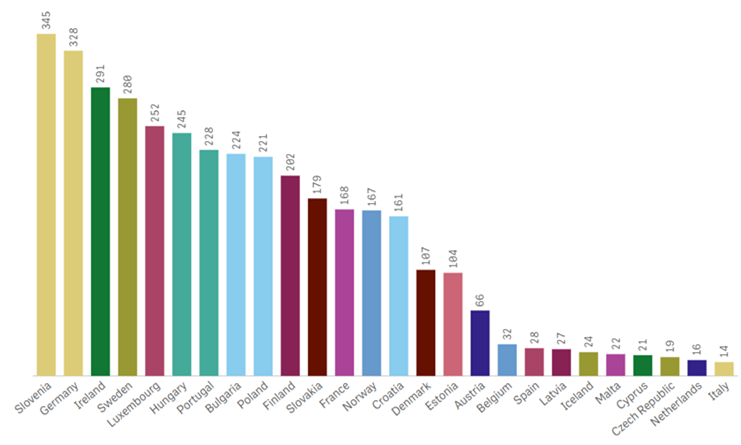 345
328
291
280
252
245
228
224
221
202
179
168
167
161
107
104
66
32
28
27
24
22
21
19
16
14
Slovenia
Germany
Ireland
Sweden
Luxembourg
Hungary
Portugal
Bulgaria
Poland
Finland
Slovakia
France
Norway
Croatia
Denmark
Estonia
Austria
Belgium
Spain
Latvia
Iceland
Malta
Cyprus
Czech Republic
Netherlands
Italy